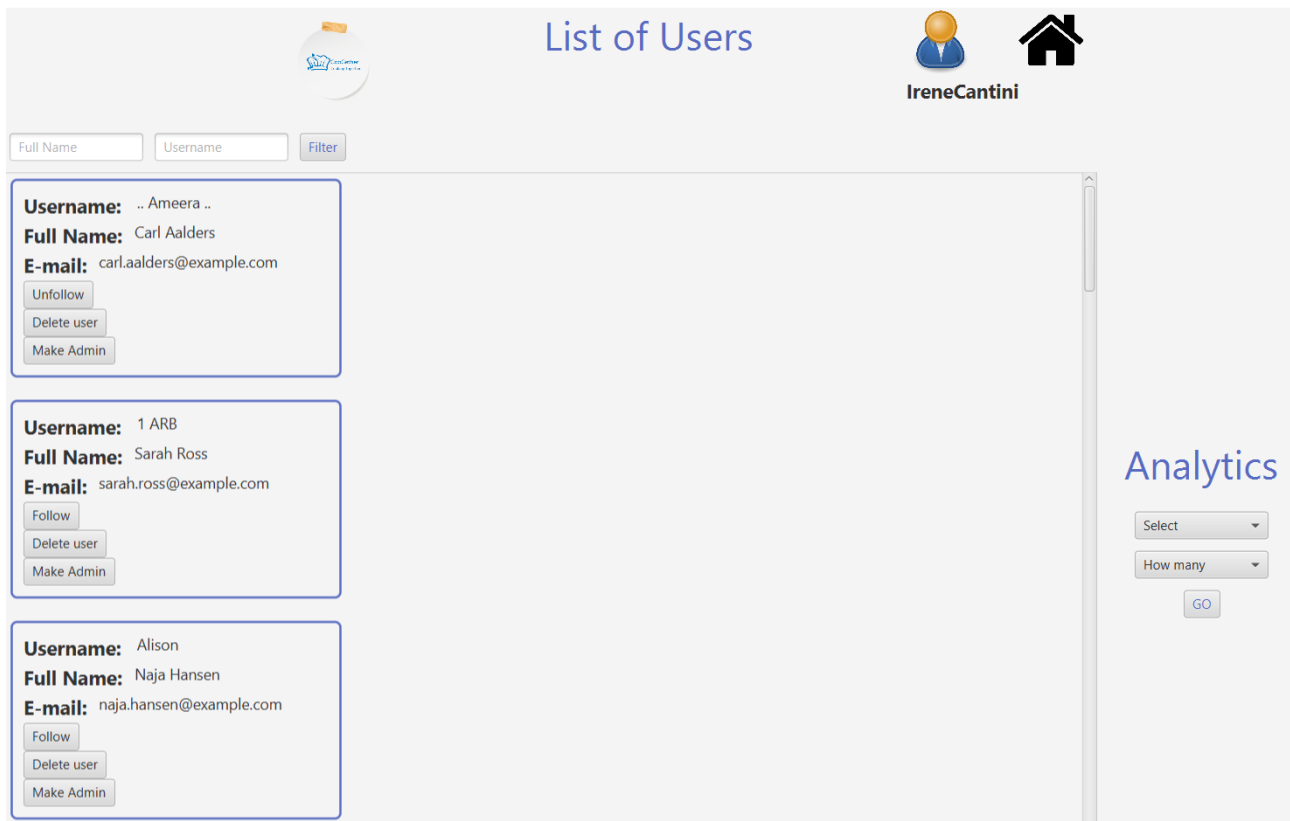 List of Users
IreneCantini
Full Name Username Filter
Username: .. Ameera ..
Full Name: Carl Aalders
E-mail: carl.aalders@example.com
Unfollow
Delete user
Make Admin
Username: 1 ARB
Full Name: Sarah Ross
E-mail: sarah.ross@example.com
Follow
Delete user
Make Admin
Username: Alison
Full Name: Naja Hansen
E-mail: naja.hansen@example.com
Follow
Delete user
Make Admin
Analytics
Select
How many
GO